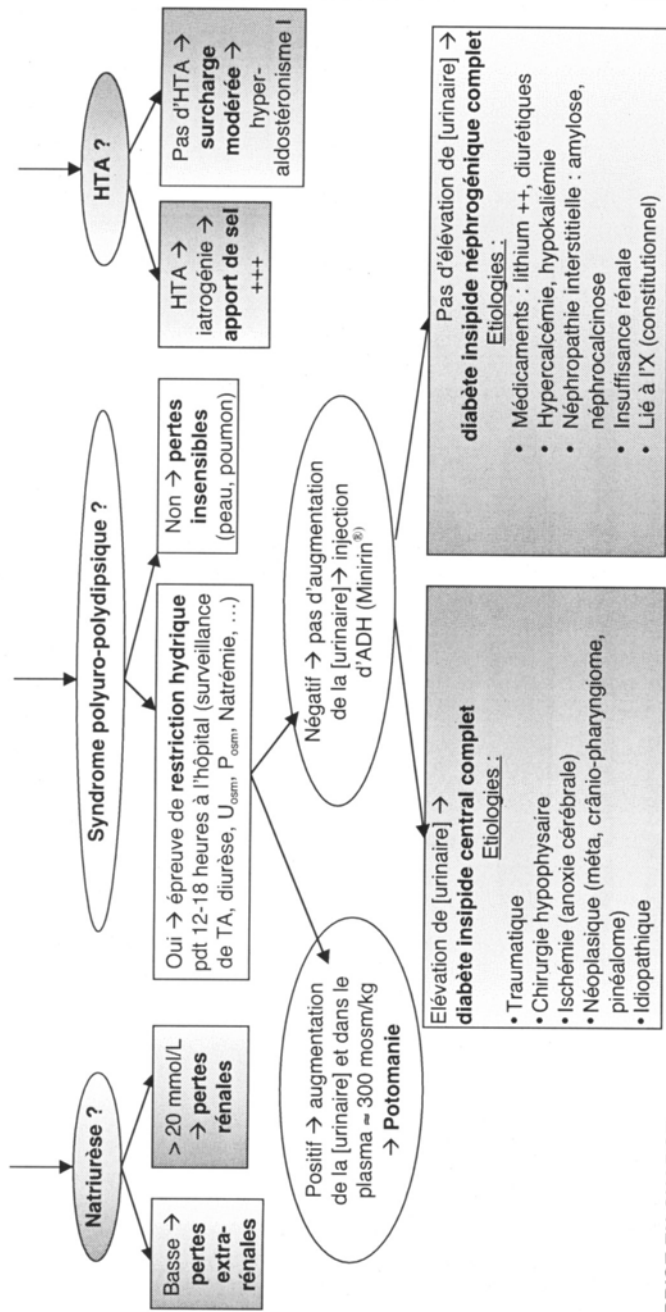 Natriurèse ?
Basse → pertes
extra-
rénales
> 20 mmol/L
→ pertes
rénales
Syndrome polyuro-polydipsique ?
Oui → épreuve de restriction hydrique
pdt 12-18 heures à l'hôpital (surveillance
de TA, diurèse, Uosm, Posm, Natrémie, ...)
Non → pertes
insensibles
(peau, poumon)
Positif → augmentation
de la [urinaire] et dans le
plasma ≈ 300 mosm/kg
→ Potomanie
Négatif → pas d'augmentation
de la [urinaire] → injection
d'ADH (Minirin®)
Elévation de [urinaire] →
diabète insipide central complet
Etiologies :
• Traumatique
• Chirurgie hypophysaire
• Ischémie (anoxie cérébrale)
• Néoplasique (méta, crânio-pharyngiome,
pinéalome)
• Idiopathique
Pas d'élévation de [urinaire] →
diabète insipide néphrogénique complet
Etiologies :
• Médicaments : lithium ++, diurétiques
• Hypercalcémie, hypokaliémie
• Néphropathie interstitielle : amylose,
néphrocalcinose
• Insuffisance rénale
• Lié à l'X (constitutionnel)
HTA ?
HTA →
iatrogénie →
apport de sel
+++
Pas d'HTA →
surcharge
modérée →
hyper-
aldostéronisme I